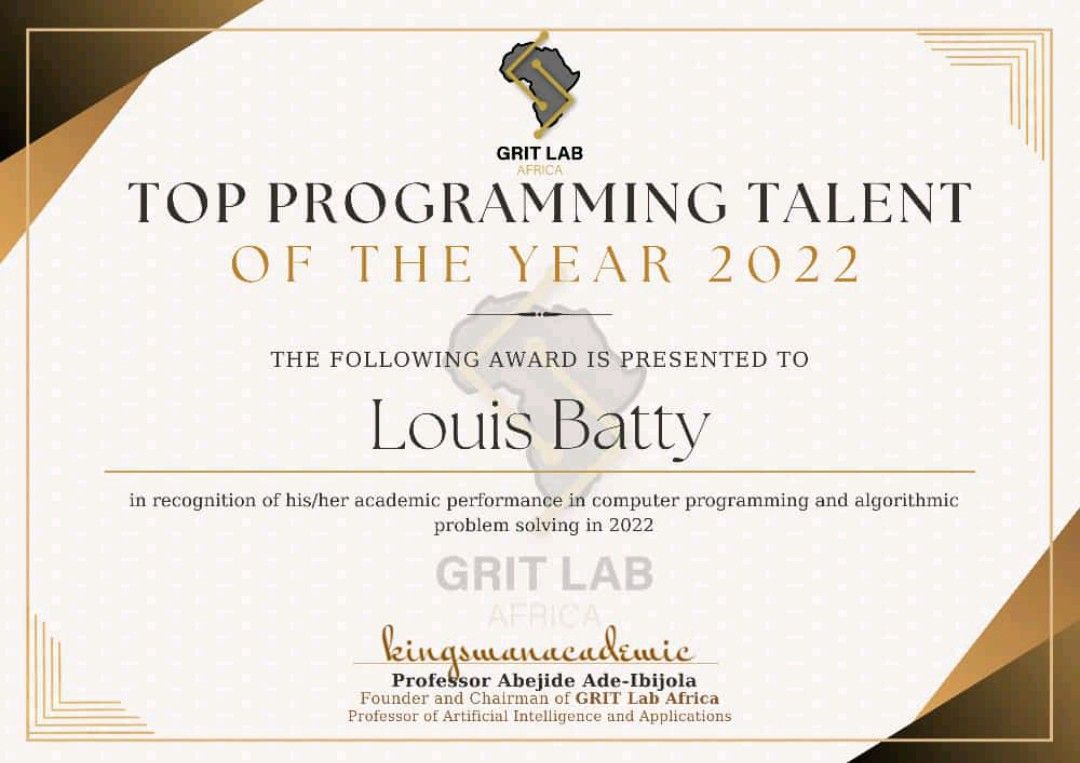 GRIT LAB
AFRICA
TOP PROGRAMMING TALENT
OF THE YEAR 2022
THE FOLLOWING AWARD IS PRESENTED TO
Louis Batty
in recognition of his/her academic performance in computer programming and algorithmic
problem solving in 2022
GRIT LAB
AFRICA
kingsmanacademic
Professor Abejide Ade-Ibijola
Founder and Chairman of GRIT Lab Africa
Professor of Artificial Intelligence and Applications